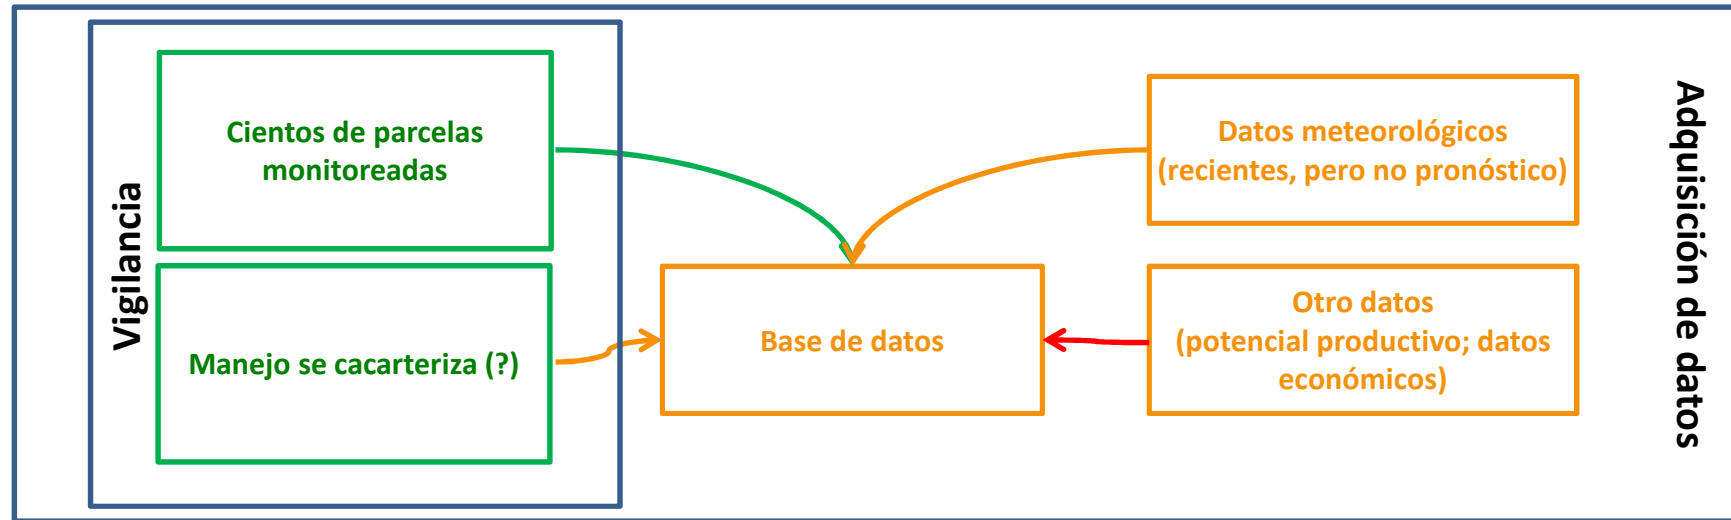 Vigilancia
Cientos de parcelas
monitoreadas
Manejo se cacarteriza (?)
Base de datos
Datos meteorológicos
(recientes, pero no pronóstico)
Otro datos
(potencial productivo; datos
económicos)
Adquisición de datos